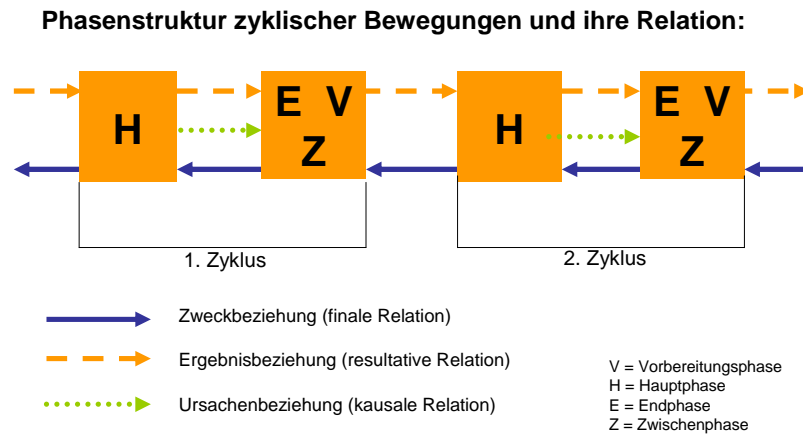 Phasenstruktur zyklischer Bewegungen und ihre Relation:
H
E V
Z
H
E V
Z
1. Zyklus
2. Zyklus
Zweckbeziehung (finale Relation)
Ergebnisbeziehung (resultative Relation)
Ursachenbeziehung (kausale Relation)
V = Vorbereitungsphase
H = Hauptphase
E = Endphase
Z = Zwischenphase